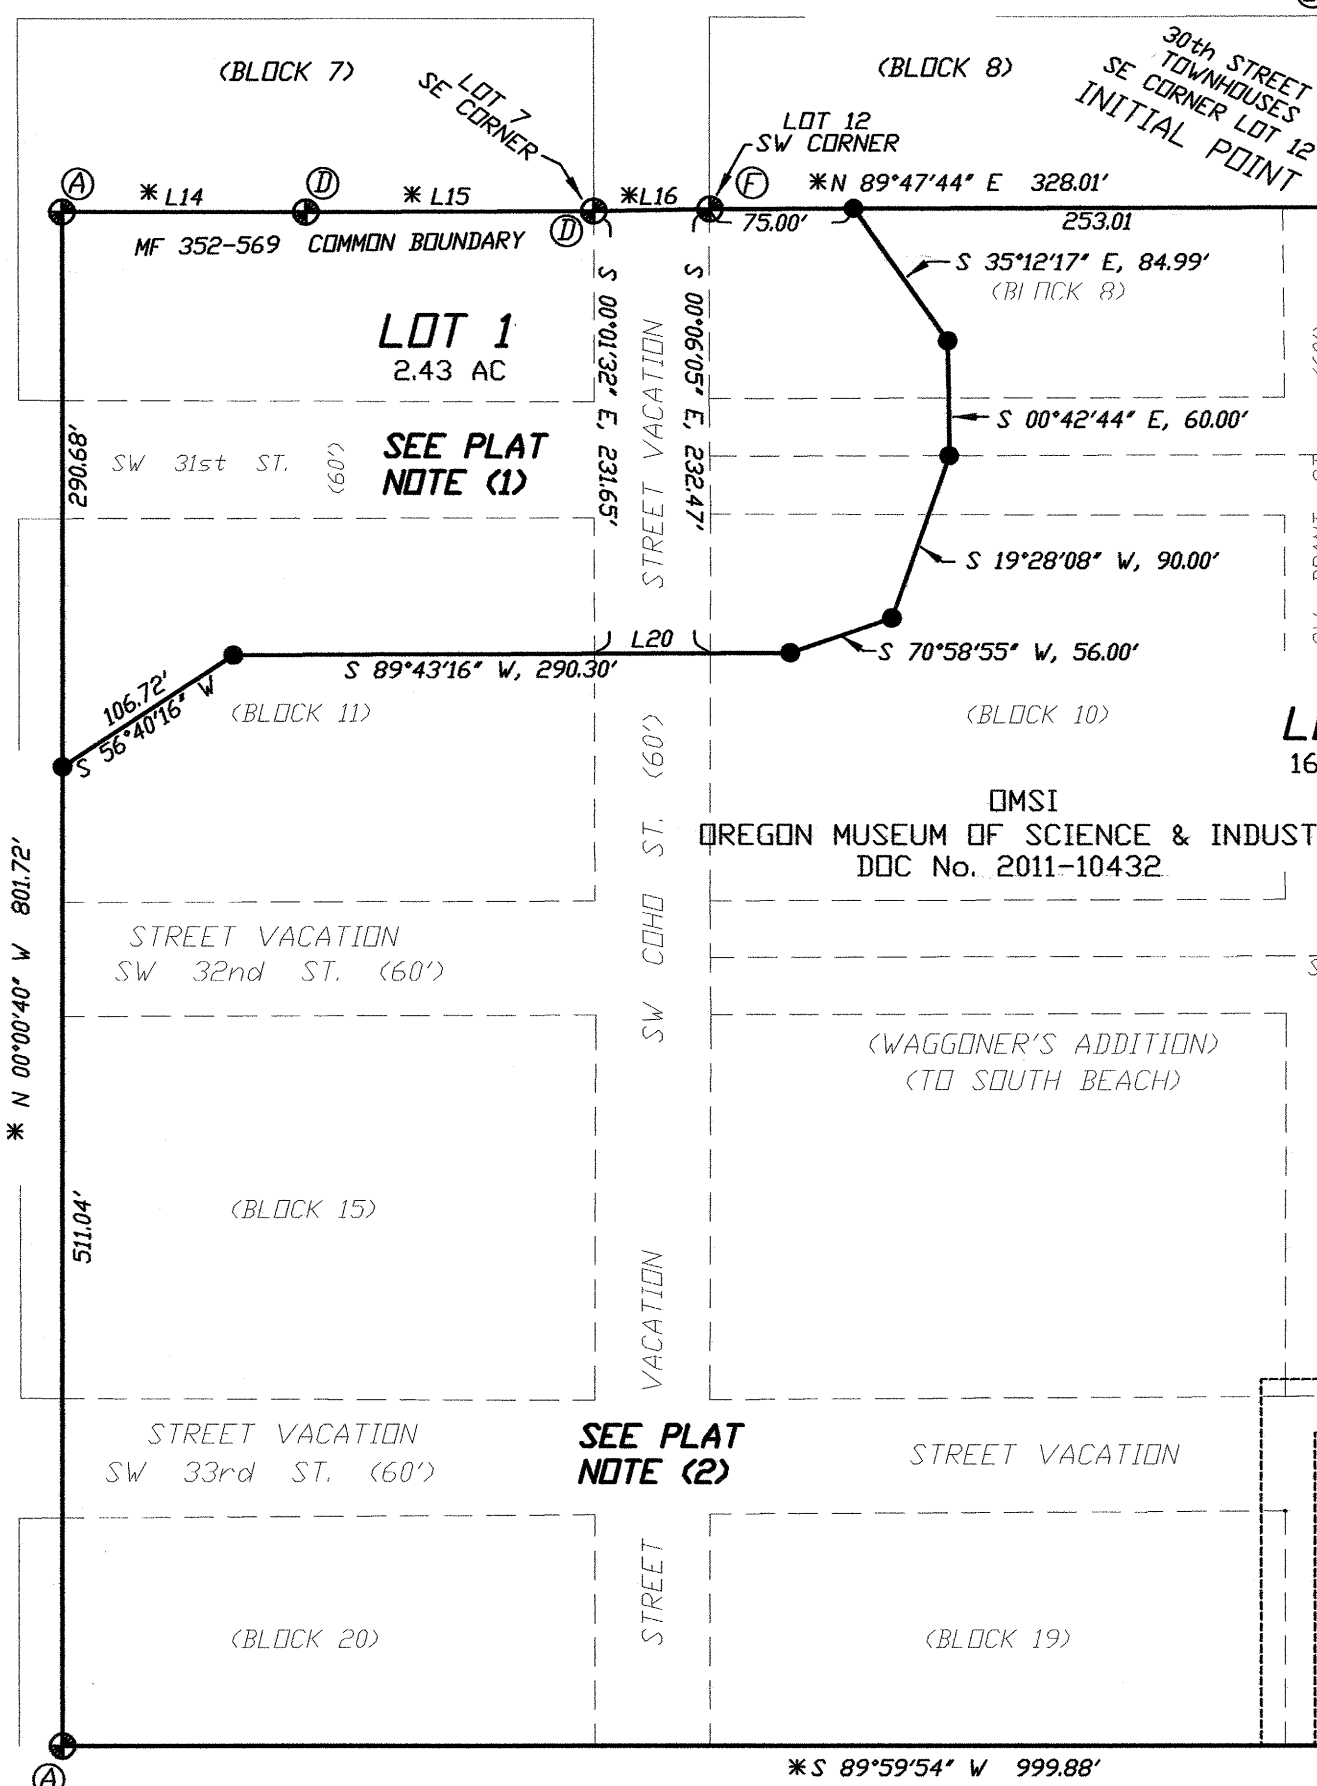 (BLOCK 7)
LOT 7
SE CORNER
(BLOCK 8)
LOT 12
SW CORNER
30th STREET
TOWNHOUSES
SE CORNER LOT 12
INITIAL POINT
A
* L14
D
* L15
*L16
F
*N 89°47'44" E 328.01'
MF 352-569 COMMON BOUNDARY
D
75.00'
253.01
S 35°12'17" E, 84.99'
(BLOCK 8)
LOT 1
2.43 AC
S 00°01'32" E, 231.65'
STREET VACATION
STREET VACATION
S 00°06'05" E, 232.47'
S 00°42'44" E, 60.00'
290.68'
SW 31st ST. (60')
SEE PLAT
NOTE (1)
S 19°28'08" W, 90.00'
L20
S 89°43'16" W, 290.30'
S 70°58'55" W, 56.00'
106.72'
S 56°40'16" W
(BLOCK 11)
(BLOCK 10)
16
OMSI
OREGON MUSEUM OF SCIENCE & INDUST
DOC No. 2011-10432
* N 00°00'40" W 801.72'
SW COHO ST. (60')
STREET VACATION
SW 32nd ST. (60')
(WAGGONER'S ADDITION)
(TO SOUTH BEACH)
511.04'
(BLOCK 15)
VACATION
STREET VACATION
SW 33rd ST. (60')
SEE PLAT
NOTE (2)
STREET VACATION
STREET
(BLOCK 20)
(BLOCK 19)
A
*S 89°59'54" W 999.88'